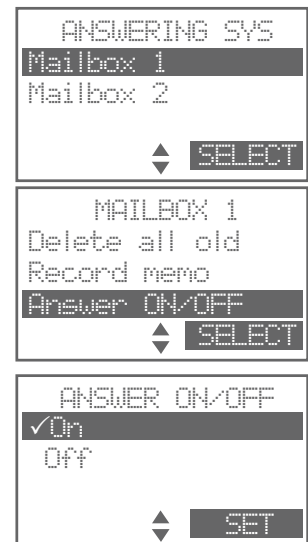 ANSWERING SYS
Mailbox 1
Mailbox 2
SELECT
MAILBOX 1
Delete all old
Record memo
Answer ON/OFF
SELECT
ANSWER ON/OFF
✓On
Off
SET